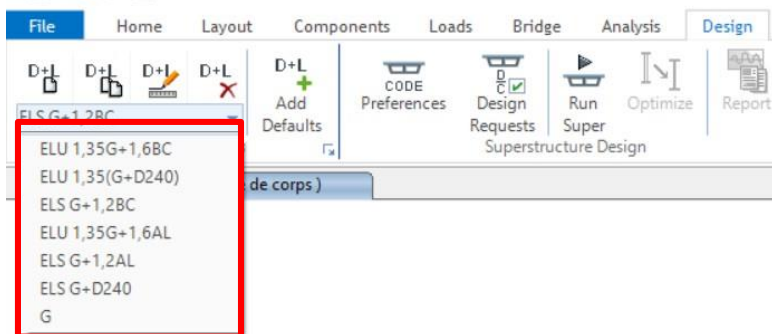 File Home Layout Components Loads Bridge Analysis Design
D+L D+L D+L D+L D+L
Add Defaults
CODE Preferences
D C Design Requests
Run Super
Optimize
Report
ELS G+1,2BC
Superstructure Design
ELU 1,35G+1,6BC
ELU 1,35(G+D240)
de corps )
ELS G+1,2BC
ELU 1,35G+1,6AL
ELS G+1,2AL
ELS G+D240
G